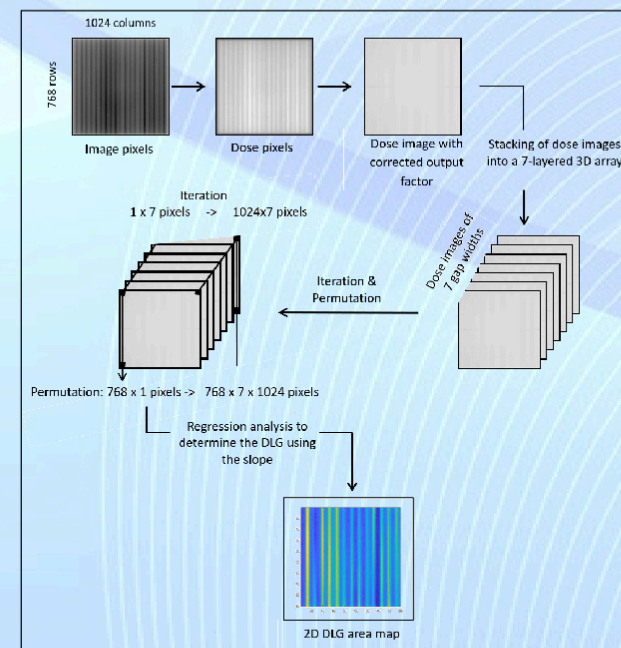 1024 columns
768 rows
Image pixels
Dose pixels
Dose image with
corrected output
factor
Stacking of dose images
into a 7-layered 3D array
Iteration
1 x 7 pixels -> 1024x7 pixels
Dose images of
7 gap widths
Iteration &
Permutation
Permutation: 768 x 1 pixels -> 768 x 7 x 1024 pixels
Regression analysis to
determine the DLG using
the slope
2D DLG area map